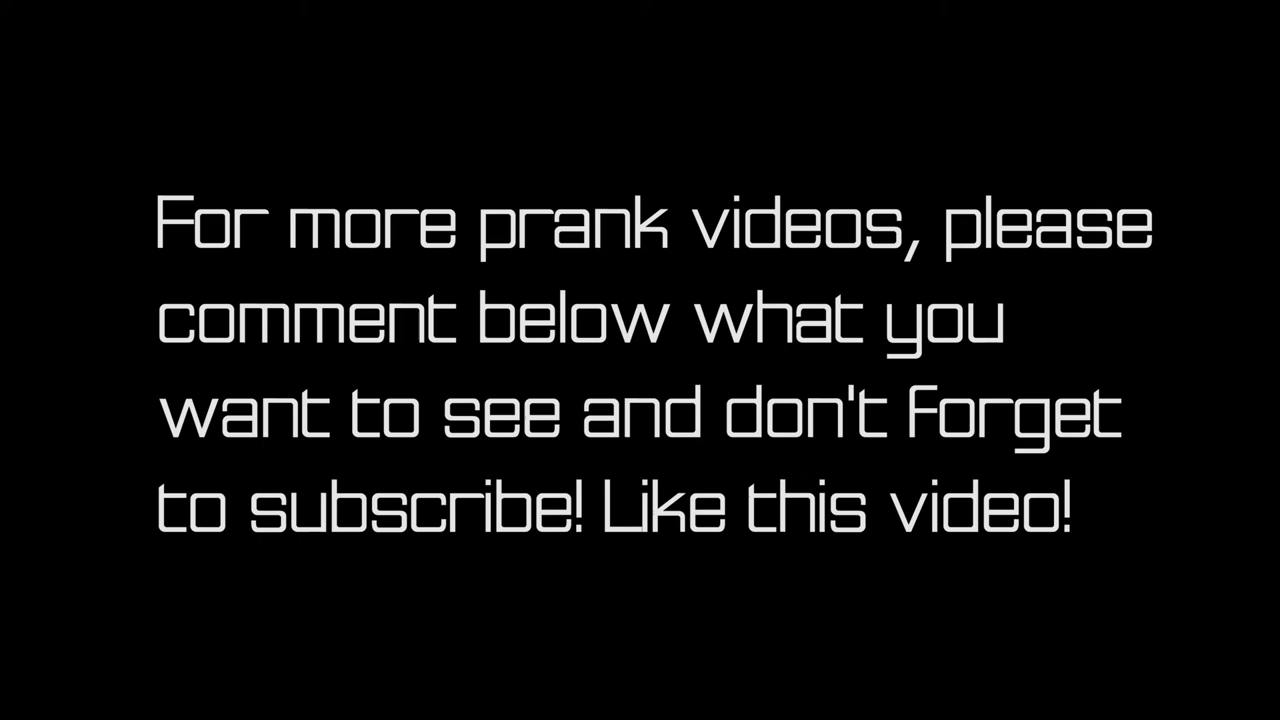 For more prank videos, please
comment below what you
want to see and don't forget
to subscribe! Like this video!